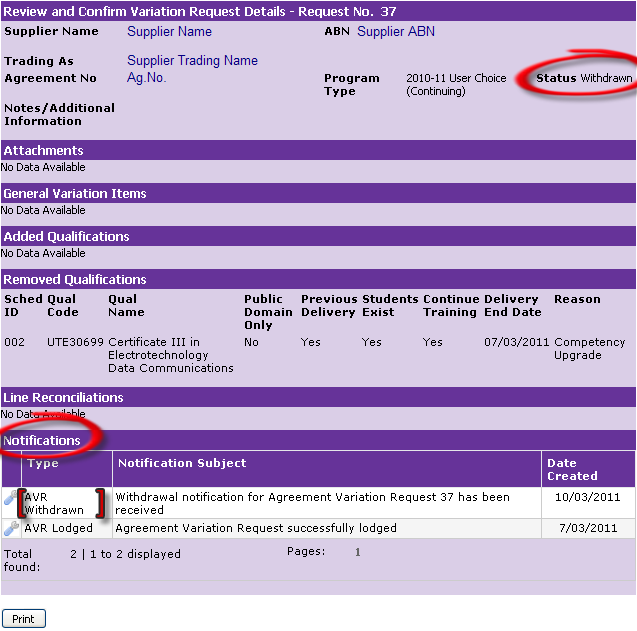 Review and Confirm Variation Request Details - Request No. 37
Supplier Name Supplier Name ABN Supplier ABN
Trading As Supplier Trading Name
Agreement No Ag.No. Program Type 2010-11 User Choice (Continuing) Status Withdrawn
Notes/Additional
Information
Attachments
No Data Available
General Variation Items
No Data Available
Added Qualifications
No Data Available
Removed Qualifications
Sched ID Qual Code Qual Name Public Domain Only Previous Delivery Students Exist Continue Training Delivery End Date Reason
002 UTE30699 Certificate III in Electrotechnology Data Communications No Yes Yes Yes 07/03/2011 Competency Upgrade
Line Reconciliations
No Data Available
Notifications
Type Notification Subject Date Created
AVR Withdrawn Withdrawal notification for Agreement Variation Request 37 has been received 10/03/2011
AVR Lodged Agreement Variation Request successfully lodged 7/03/2011
Total found: 2 | 1 to 2 displayed Pages: 1
Print